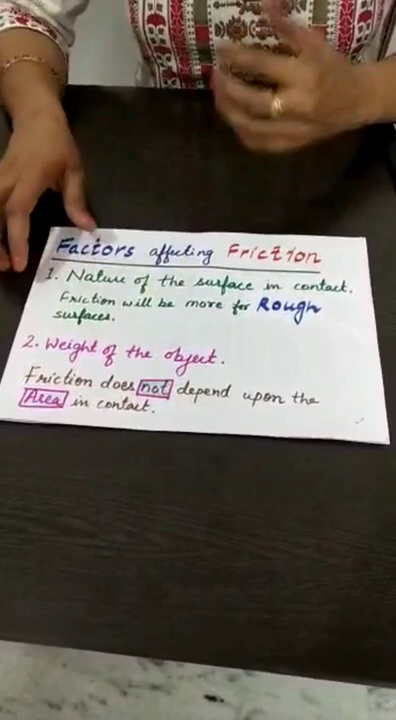 Factors affecting Friction
1. Nature of the surface in contact.
Friction will be more for Rough
surfaces.
2. Weight of the object.
Friction does not depend upon the
Area in contact.